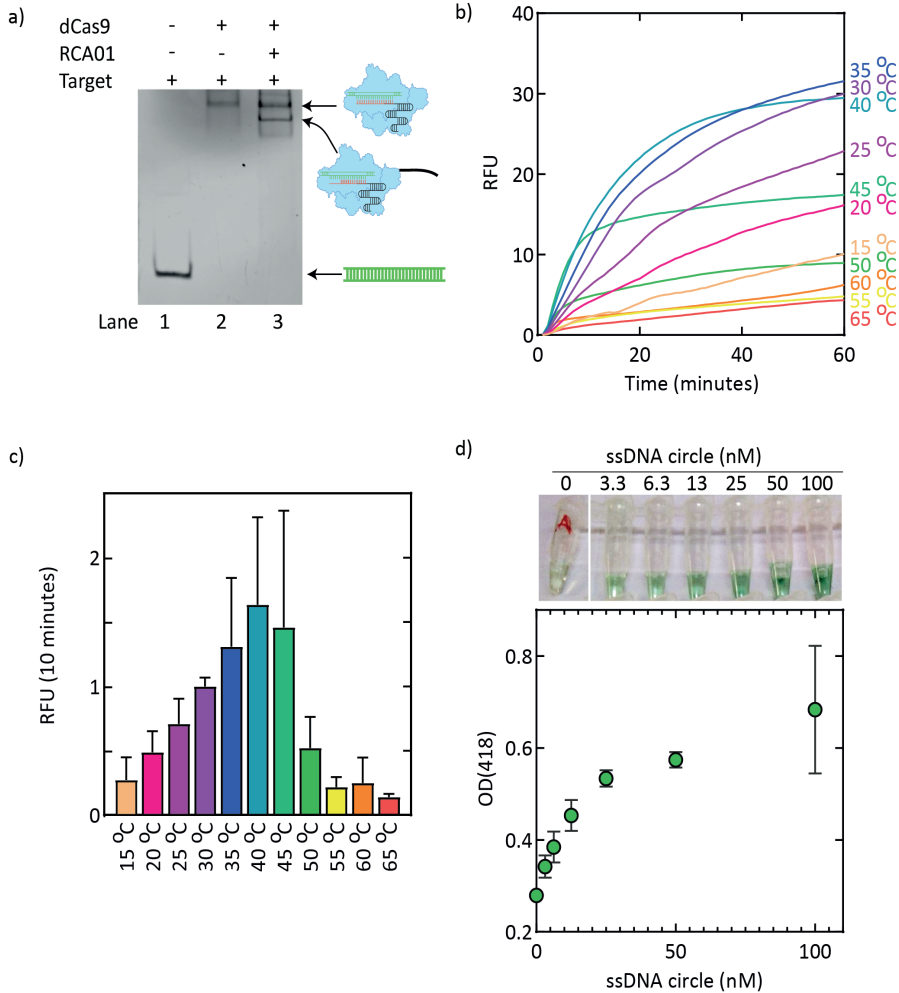 a)
dCas9 - + +
RCA01 - - +
Target + + +
Lane 1 2 3
b)
40
30
20
10
0
RFU
0 20 40 60
Time (minutes)
35 °C
30 °C
40 °C
25 °C
45 °C
20 °C
15 °C
50 °C
60 °C
55 °C
65 °C
c)
2
1
0
RFU (10 minutes)
15 °C
20 °C
25 °C
30 °C
35 °C
40 °C
45 °C
50 °C
55 °C
60 °C
65 °C
d)
ssDNA circle (nM)
0 3.3 6.3 13 25 50 100
A
0.8
0.6
0.4
0.2
OD(418)
0 50 100
ssDNA circle (nM)